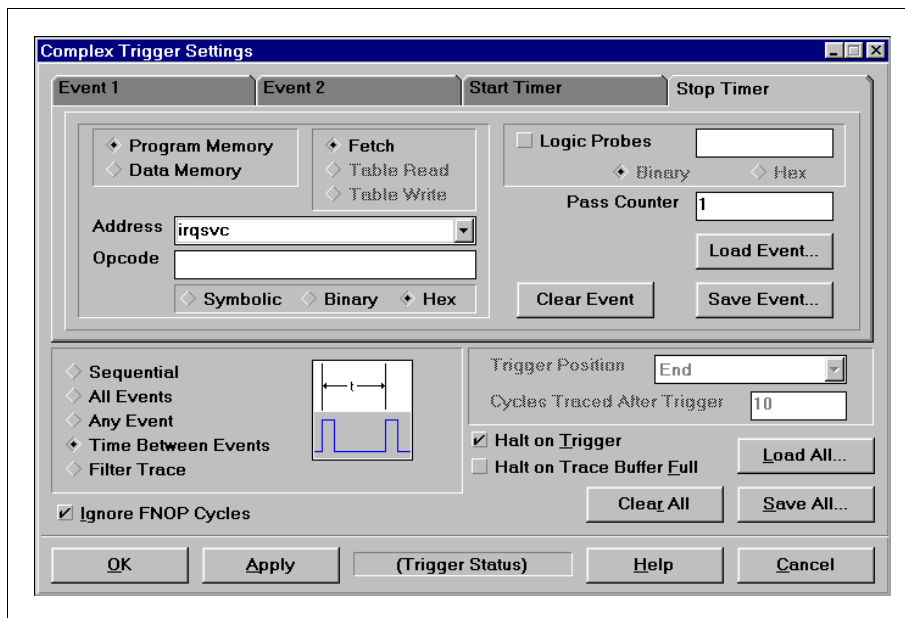 Complex Trigger Settings
Event 1
Event 2
Start Timer
Stop Timer
Program Memory
Data Memory
Fetch
Table Read
Table Write
Address
irqsvc
Opcode
Symbolic
Binary
Hex
Logic Probes
Binary
Hex
Pass Counter
1
Load Event...
Clear Event
Save Event...
Sequential
All Events
Any Event
Time Between Events
Filter Trace
t
Ignore FNOP Cycles
Trigger Position
End
Cycles Traced After Trigger
10
Halt on Trigger
Halt on Trace Buffer Full
Load All...
Clear All
Save All...
OK
Apply
(Trigger Status)
Help
Cancel